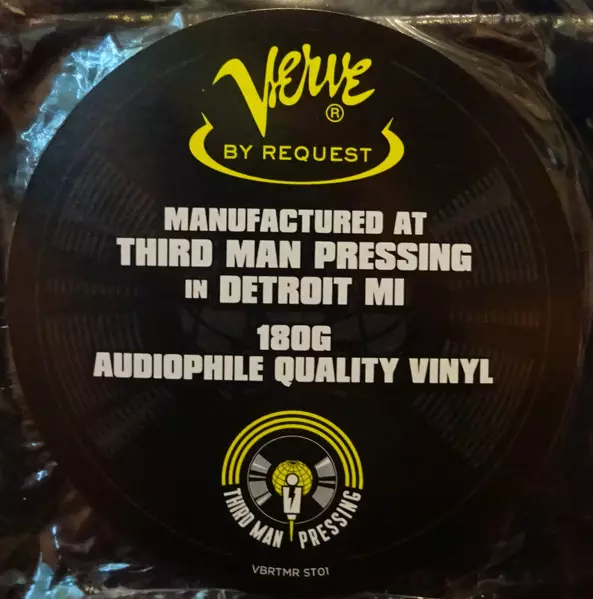 Verve
®
BY REQUEST
MANUFACTURED AT
THIRD MAN PRESSING
IN DETROIT MI
180G
AUDIOPHILE QUALITY VINYL
THIRD MAN PRESSING
VBRTMR ST01